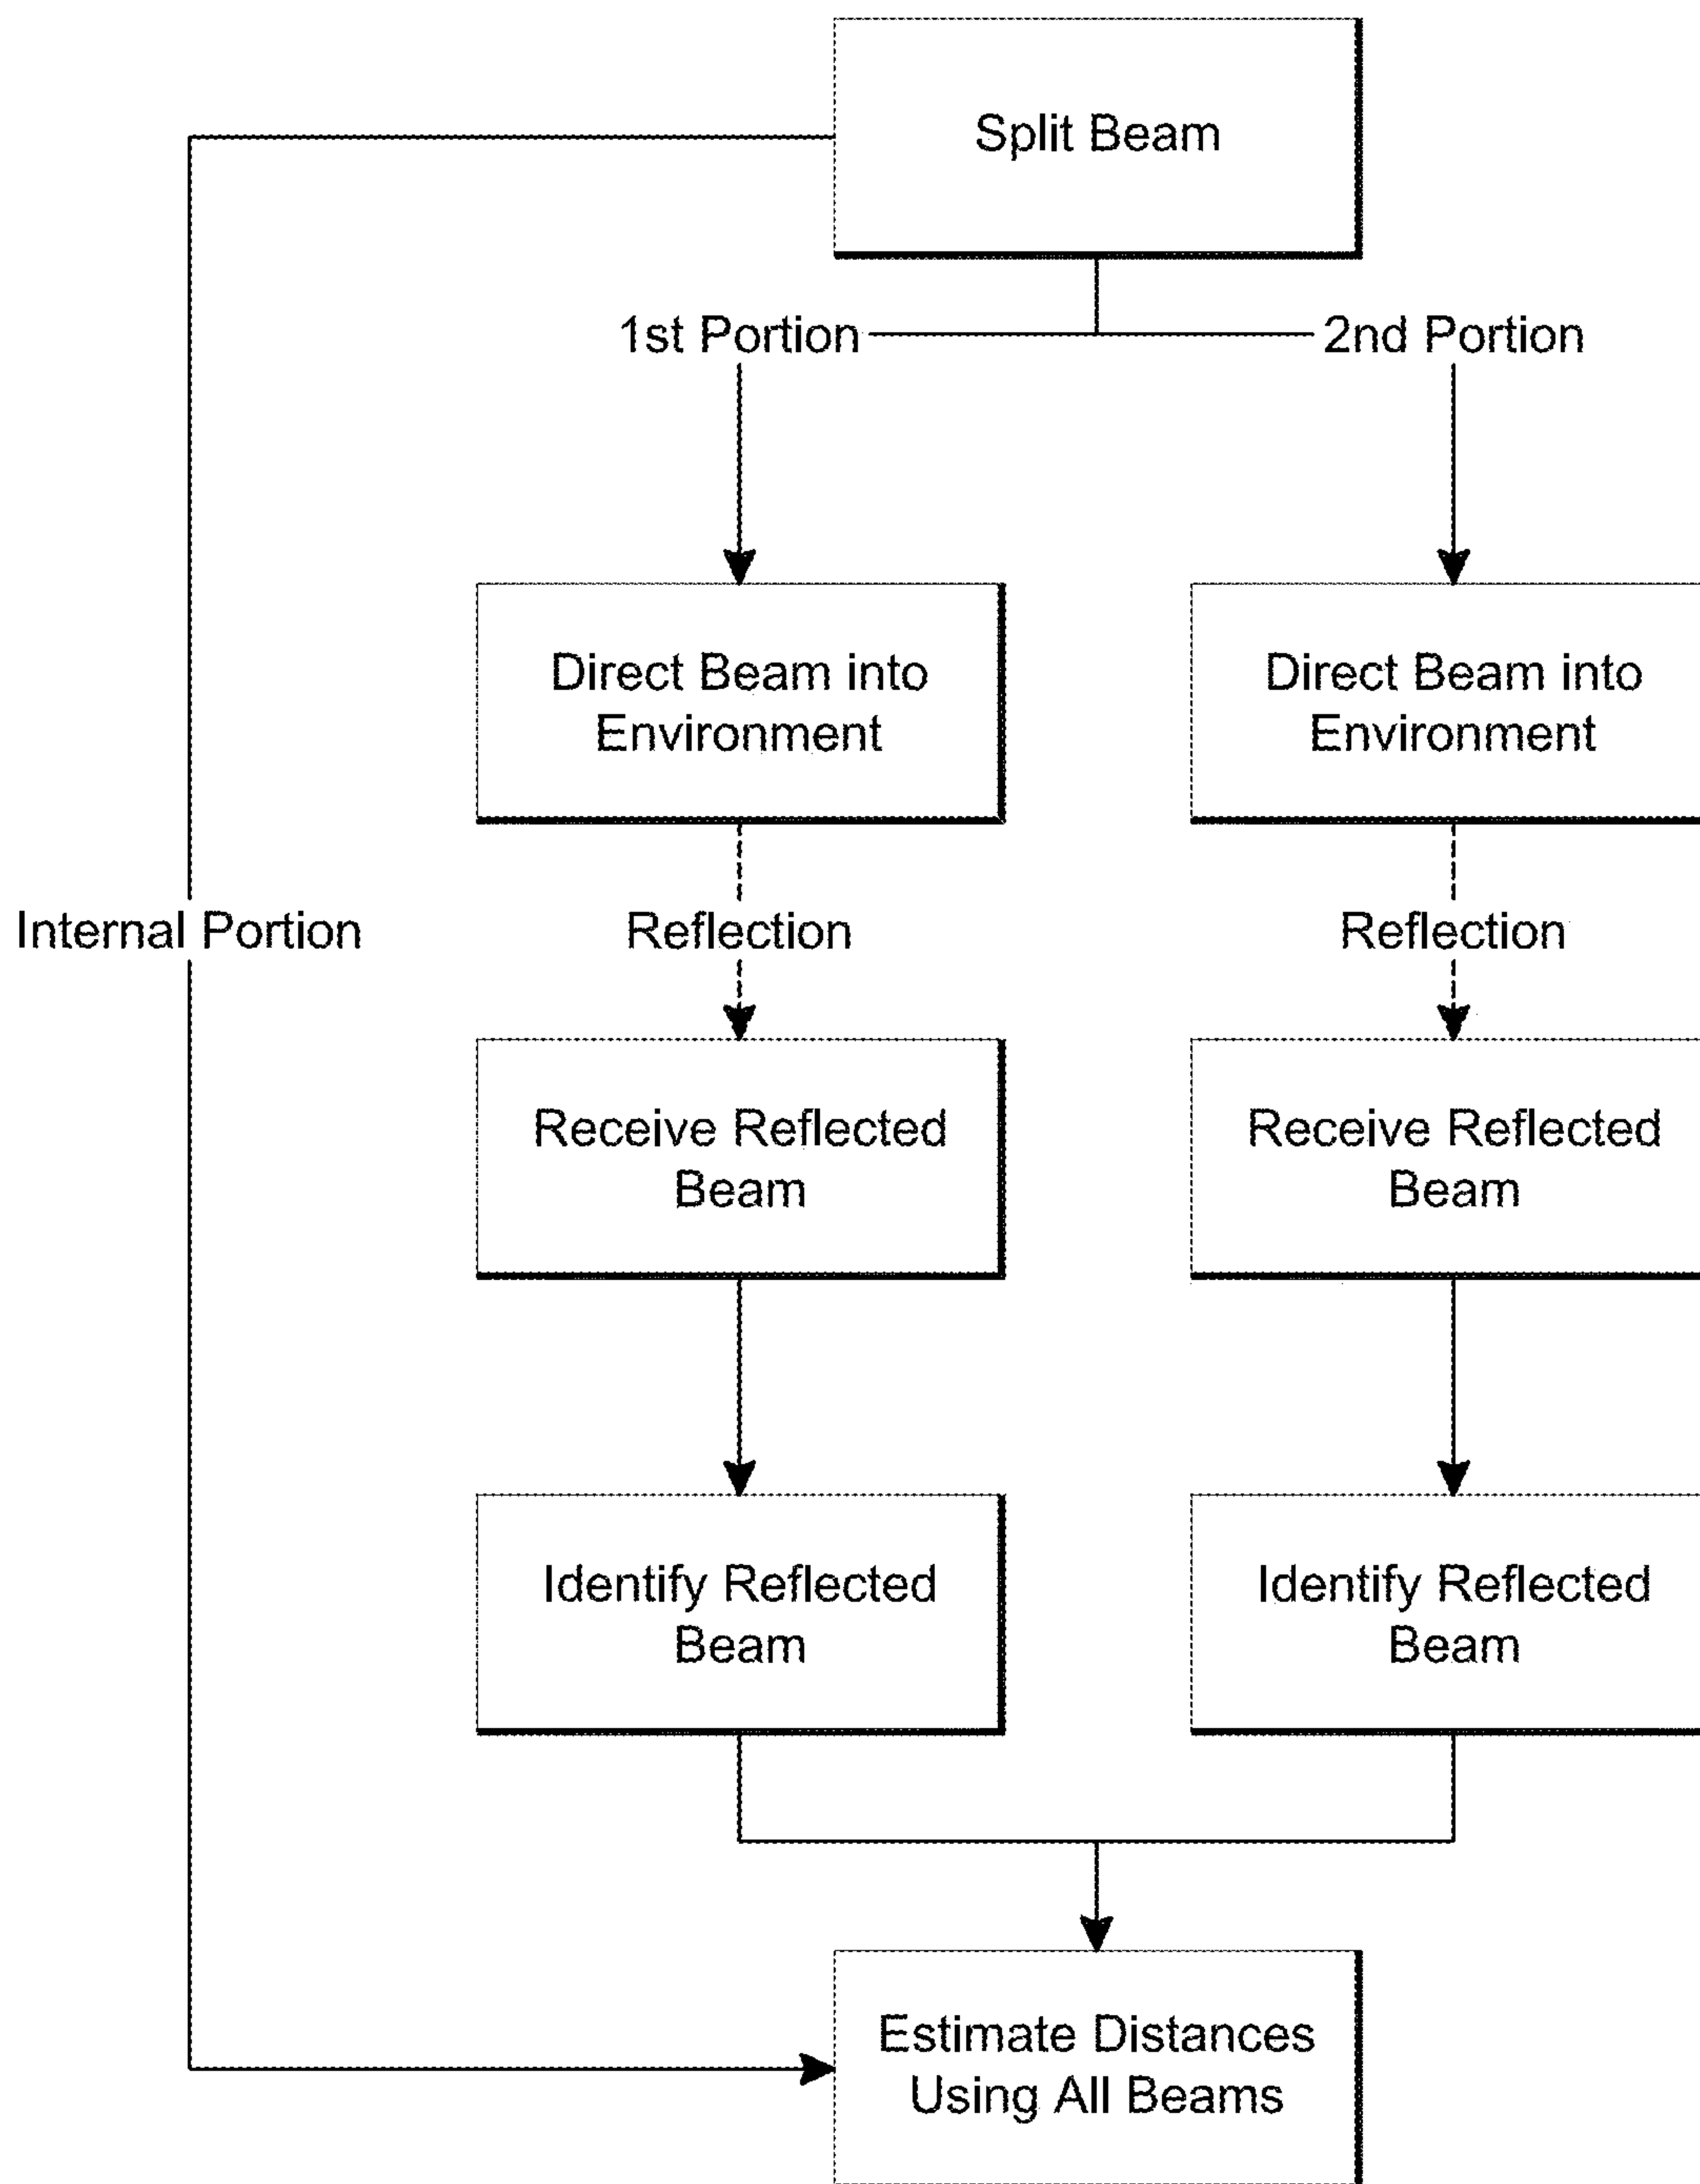 Split Beam
1st Portion
2nd Portion
Direct Beam into
Environment
Direct Beam into
Environment
Internal Portion
Reflection
Reflection
Receive Reflected
Beam
Receive Reflected
Beam
Identify Reflected
Beam
Identify Reflected
Beam
Estimate Distances
Using All Beams